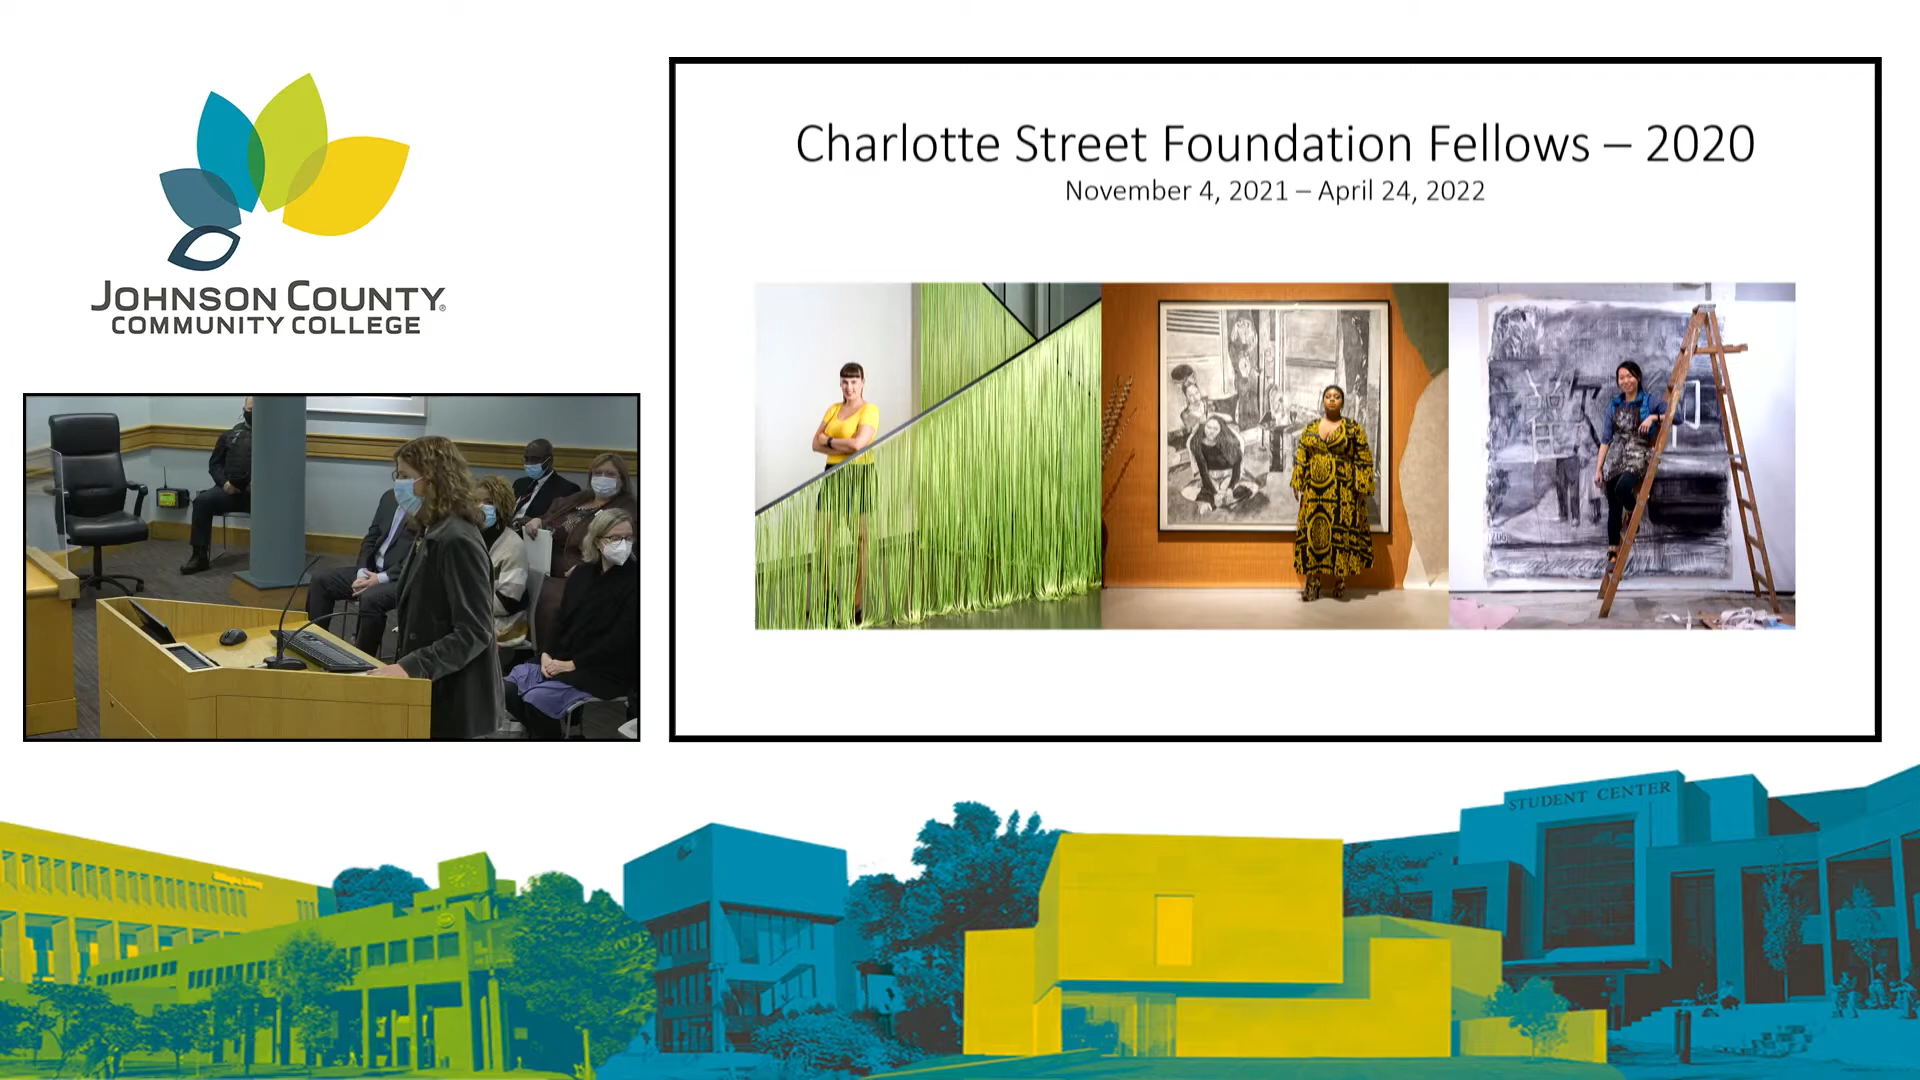 JOHNSON COUNTY®
COMMUNITY COLLEGE
Charlotte Street Foundation Fellows – 2020
November 4, 2021 – April 24, 2022
STUDENT CENTER